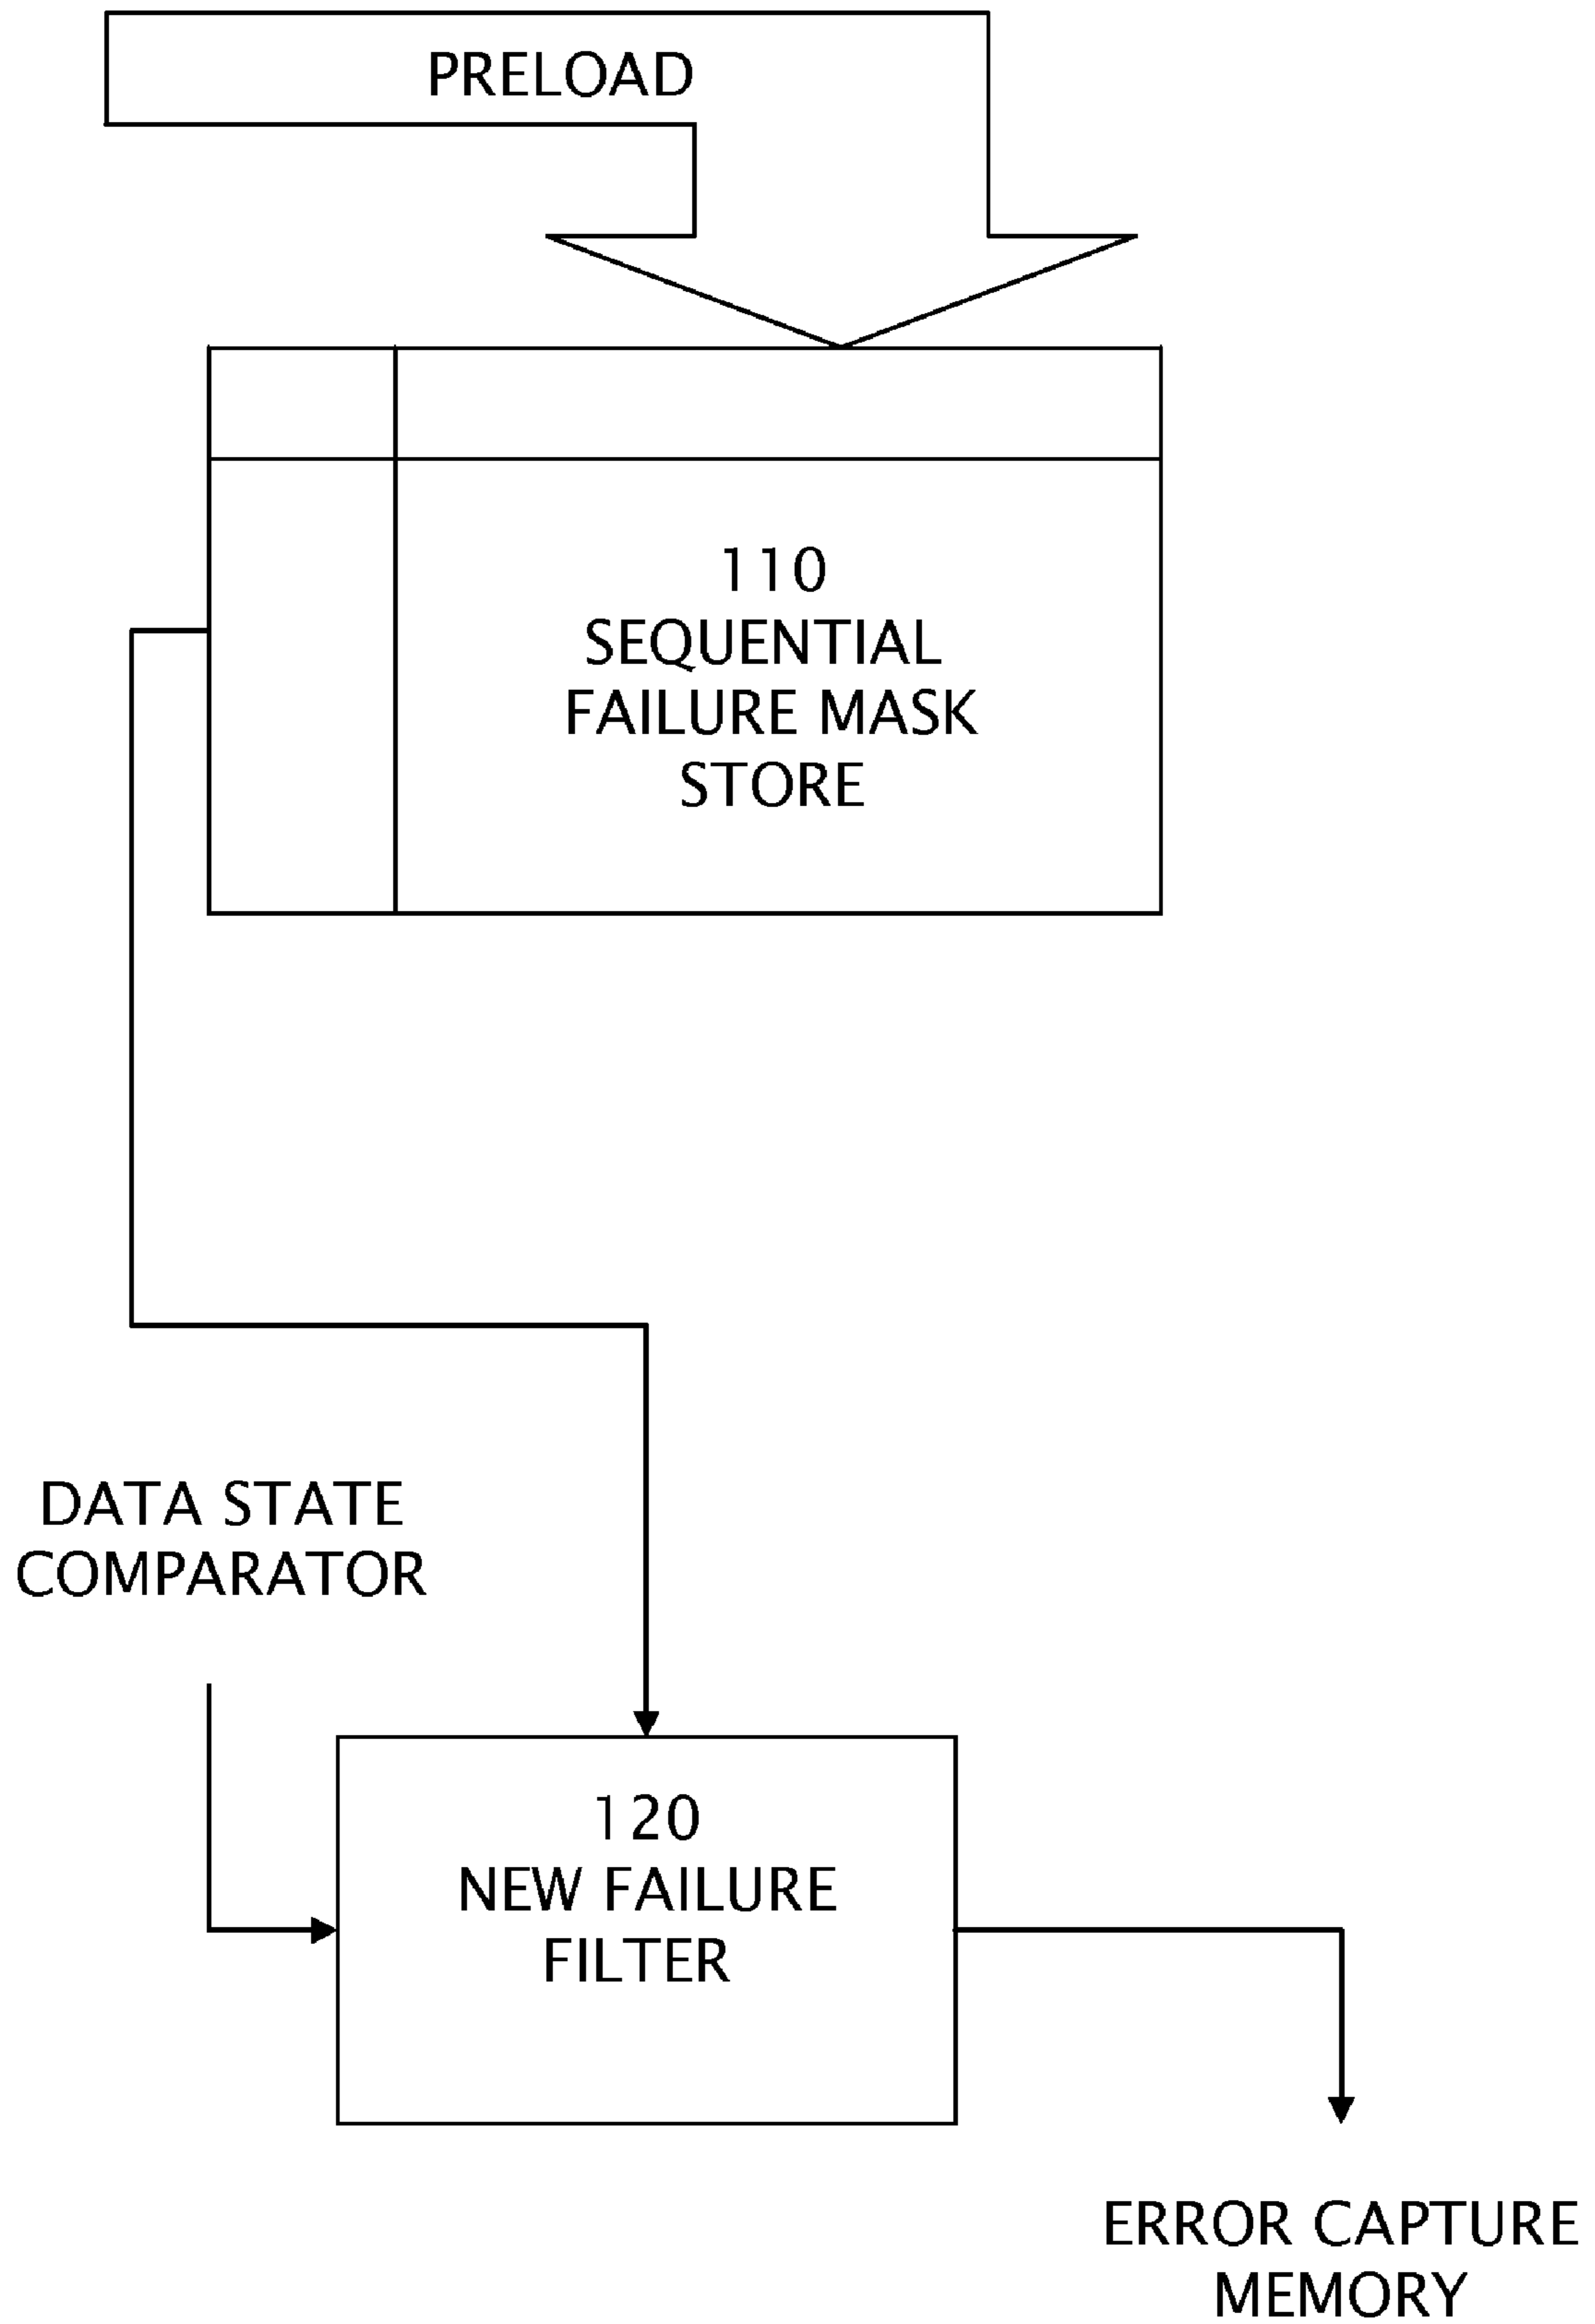 PRELOAD
110
SEQUENTIAL
FAILURE MASK
STORE
DATA STATE
COMPARATOR
120
NEW FAILURE
FILTER
ERROR CAPTURE
MEMORY